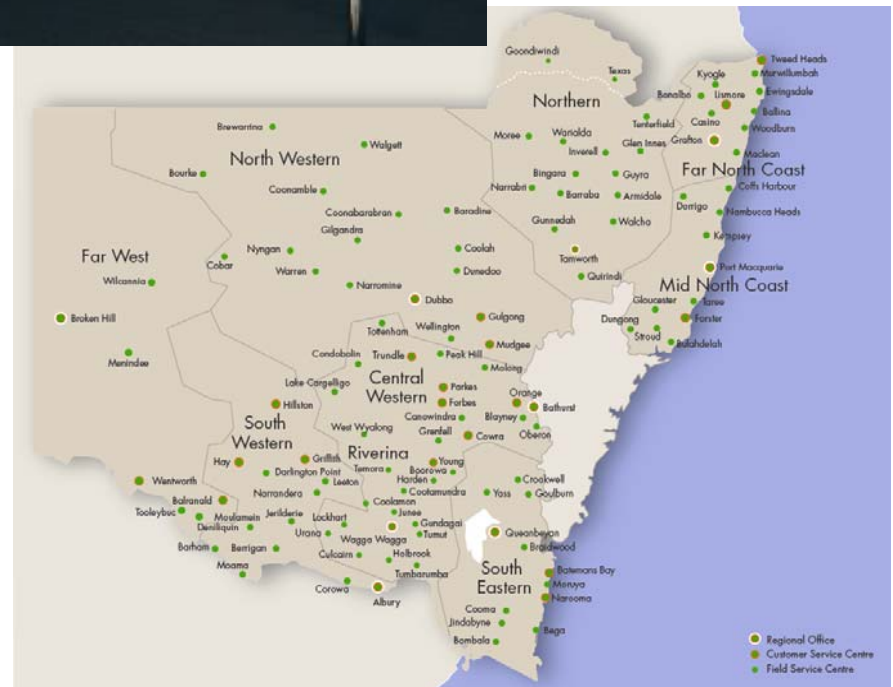 Goondiwindi
Texas
Tweed Heads
Kyogle
Murwillumbah
Bonalbo
Lismore
Ewingsdale
Northern
Tenterfield
Casino
Ballina
Brewarrina
Walgett
Moree
Warialda
Glen Innes
Grafton
Woodburn
North Western
Inverell
Maclean
Bourke
Bingara
Guyra
Far North Coast
Coonamble
Narrabri
Barraba
Armidale
Coffs Harbour
Dorrigo
Coonabarabran
Baradine
Gunnedah
Walcha
Nambucca Heads
Gilgandra
Kempsey
Far West
Cobar
Nyngan
Coolah
Tamworth
Port Macquarie
Wilcannia
Warren
Dunedoo
Quirindi
Narromine
Mid North Coast
Dubbo
Gloucester
Taree
Broken Hill
Gulgong
Dungong
Forster
Tottenham
Wellington
Stroud
Bulahdelah
Menindee
Condobolin
Trundle
Mudgee
Peak Hill
Molong
Lake Cargelligo
Central
Western
Parkes
Orange
Hillston
Forbes
Bathurst
South
Western
Canowindra
Blayney
West Wyalong
Grenfell
Cowra
Oberon
Hay
Griffith
Riverina
Young
Darlington Point
Temora
Boorowa
Crookwell
Wentworth
Leeton
Harden
Narrandera
Cootamundra
Yass
Goulburn
Balranald
Coolamon
Tooleybuc
Moulamein
Jerilderie
Lockhart
Junee
Deniliquin
Gundagai
Urana
Wagga Wagga
Tumut
Queanbeyan
Barham
Berrigan
Culcairn
Holbrook
Braidwood
Moama
Tumbarumba
South
Eastern
Batemans Bay
Corowa
Moruya
Albury
Narooma
Cooma
Jindobyne
Bega
Bombala
Regional Office
Customer Service Centre
Field Service Centre